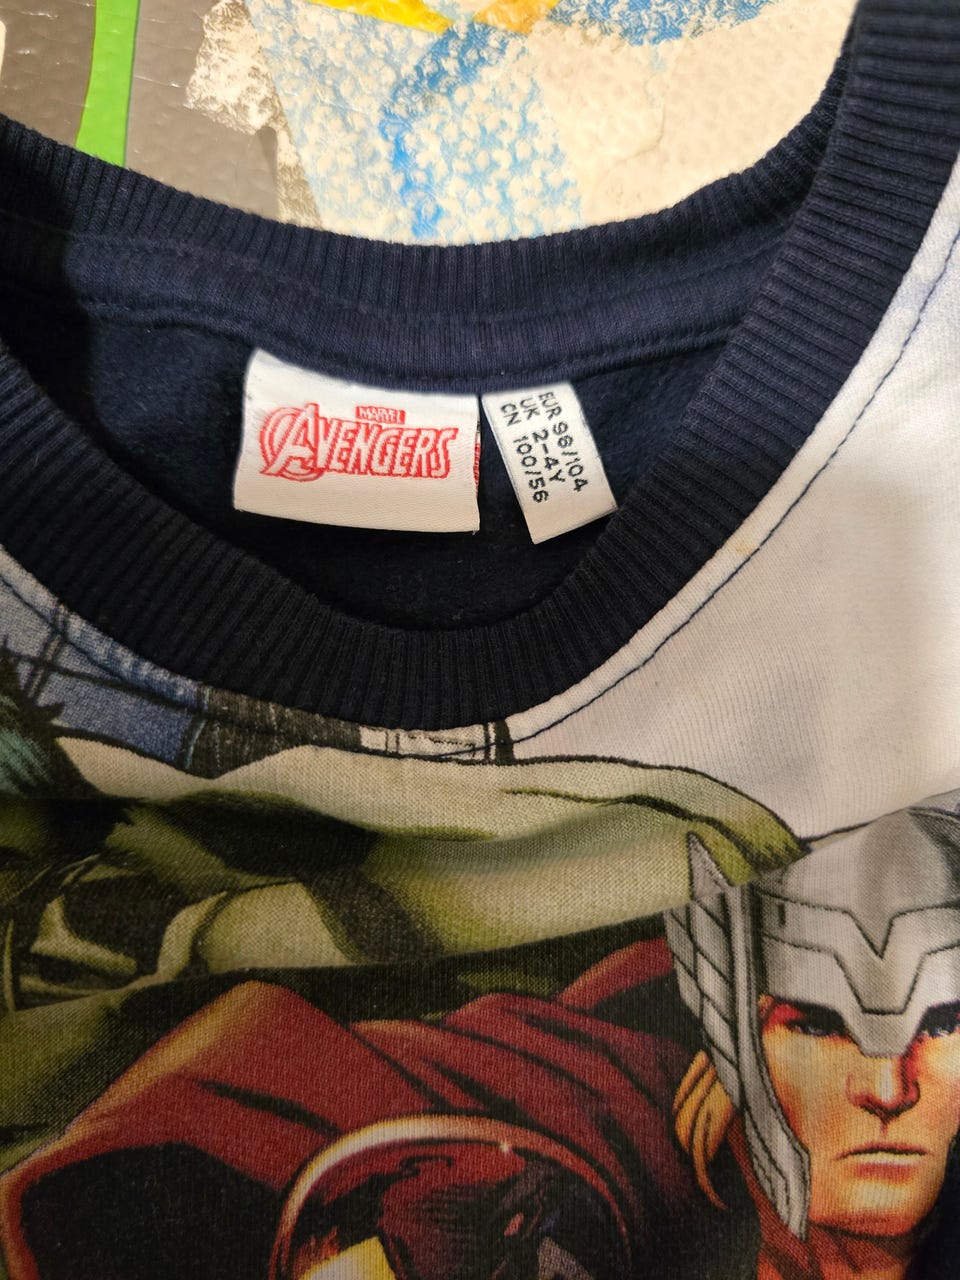 MARVEL
AVENGERS
EUR 98/104
UK 2-4Y
CN 100/56